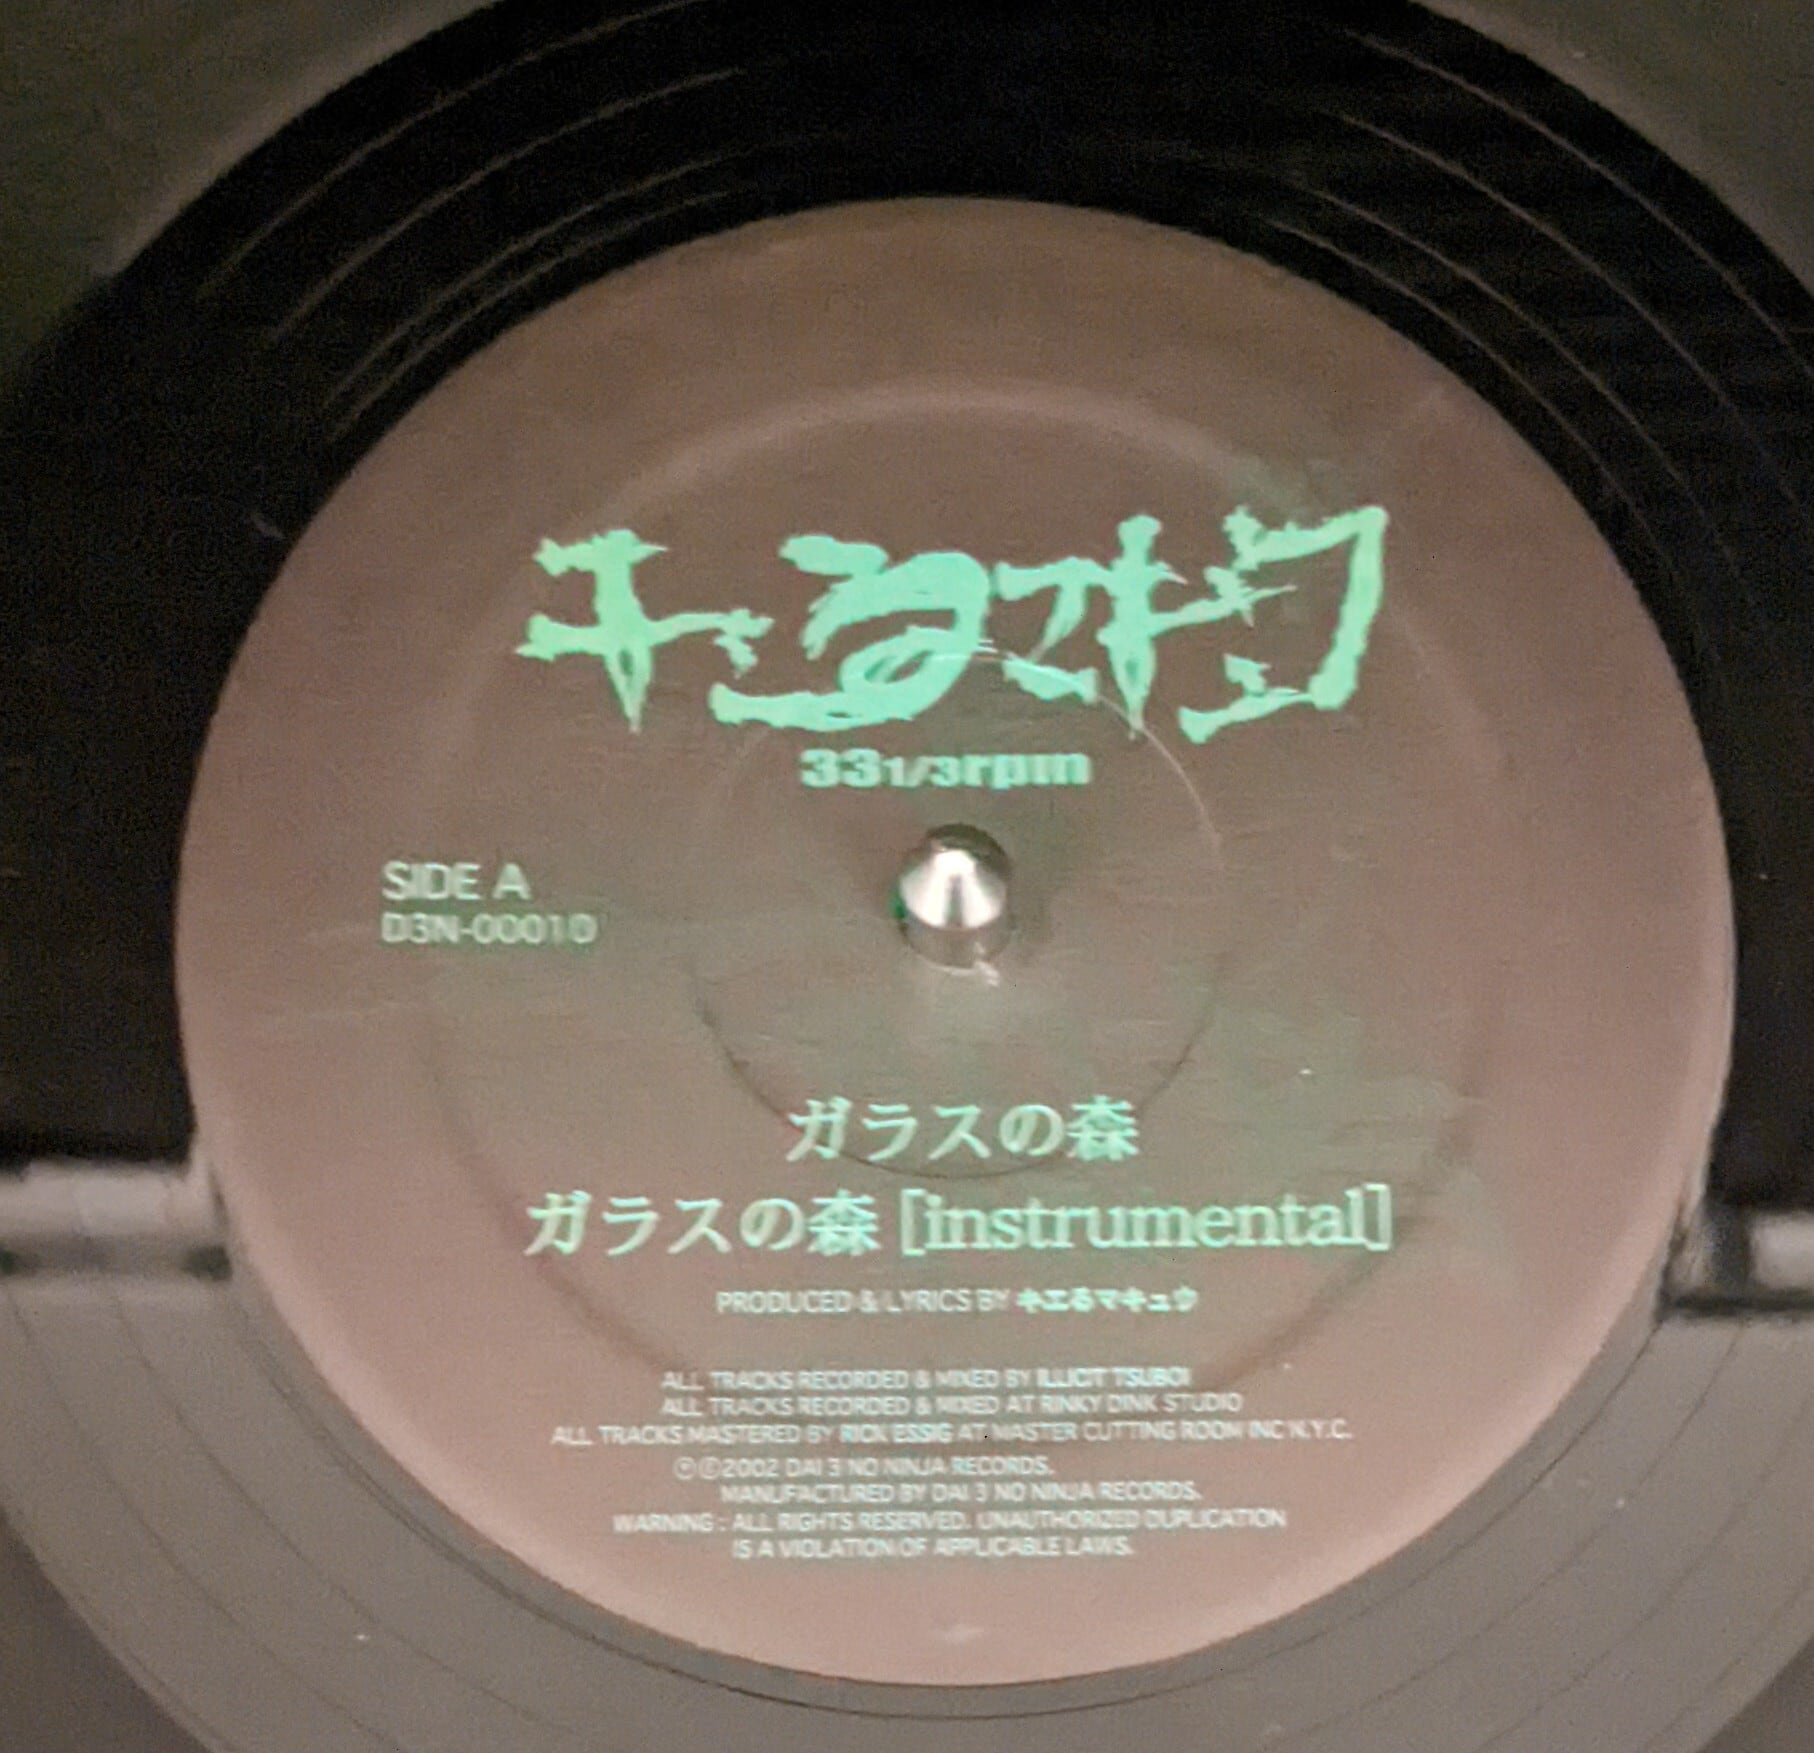 キエるマキュウ
33 1/3rpm
SIDE A
D3N-00010
ガラスの森
ガラスの森 [instrumental]
PRODUCED & LYRICS BY キエるマキュウ
ALL TRACKS RECORDED & MIXED BY ILLICIT TSUBOI
ALL TRACKS RECORDED & MIXED AT RINKY DINK STUDIO
ALL TRACKS MASTERED BY RICK ESSIG AT MASTER CUTTING ROOM INC N.Y.C.
Ⓟ©2002 DAI 3 NO NINJA RECORDS.
MANUFACTURED BY DAI 3 NO NINJA RECORDS.
WARNING : ALL RIGHTS RESERVED. UNAUTHORIZED DUPLICATION
IS A VIOLATION OF APPLICABLE LAWS.